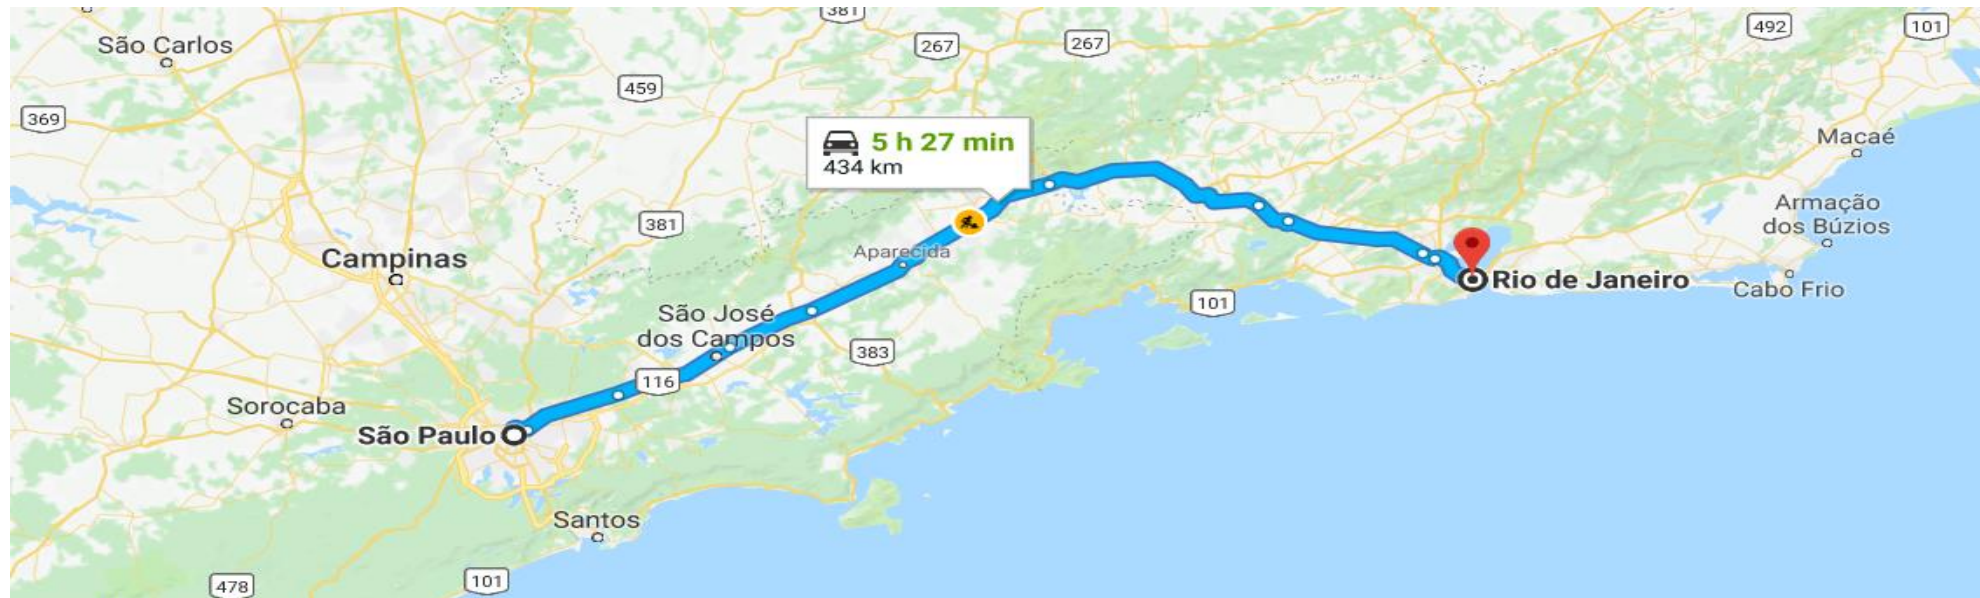 381
São Carlos
267
267
492
101
459
369
5 h 27 min
434 km
Macaé
Armação
dos Búzios
381
Aparecida
Campinas
Rio de Janeiro
Cabo Frio
101
São José
dos Campos
383
116
Sorocaba
São Paulo
Santos
478
101